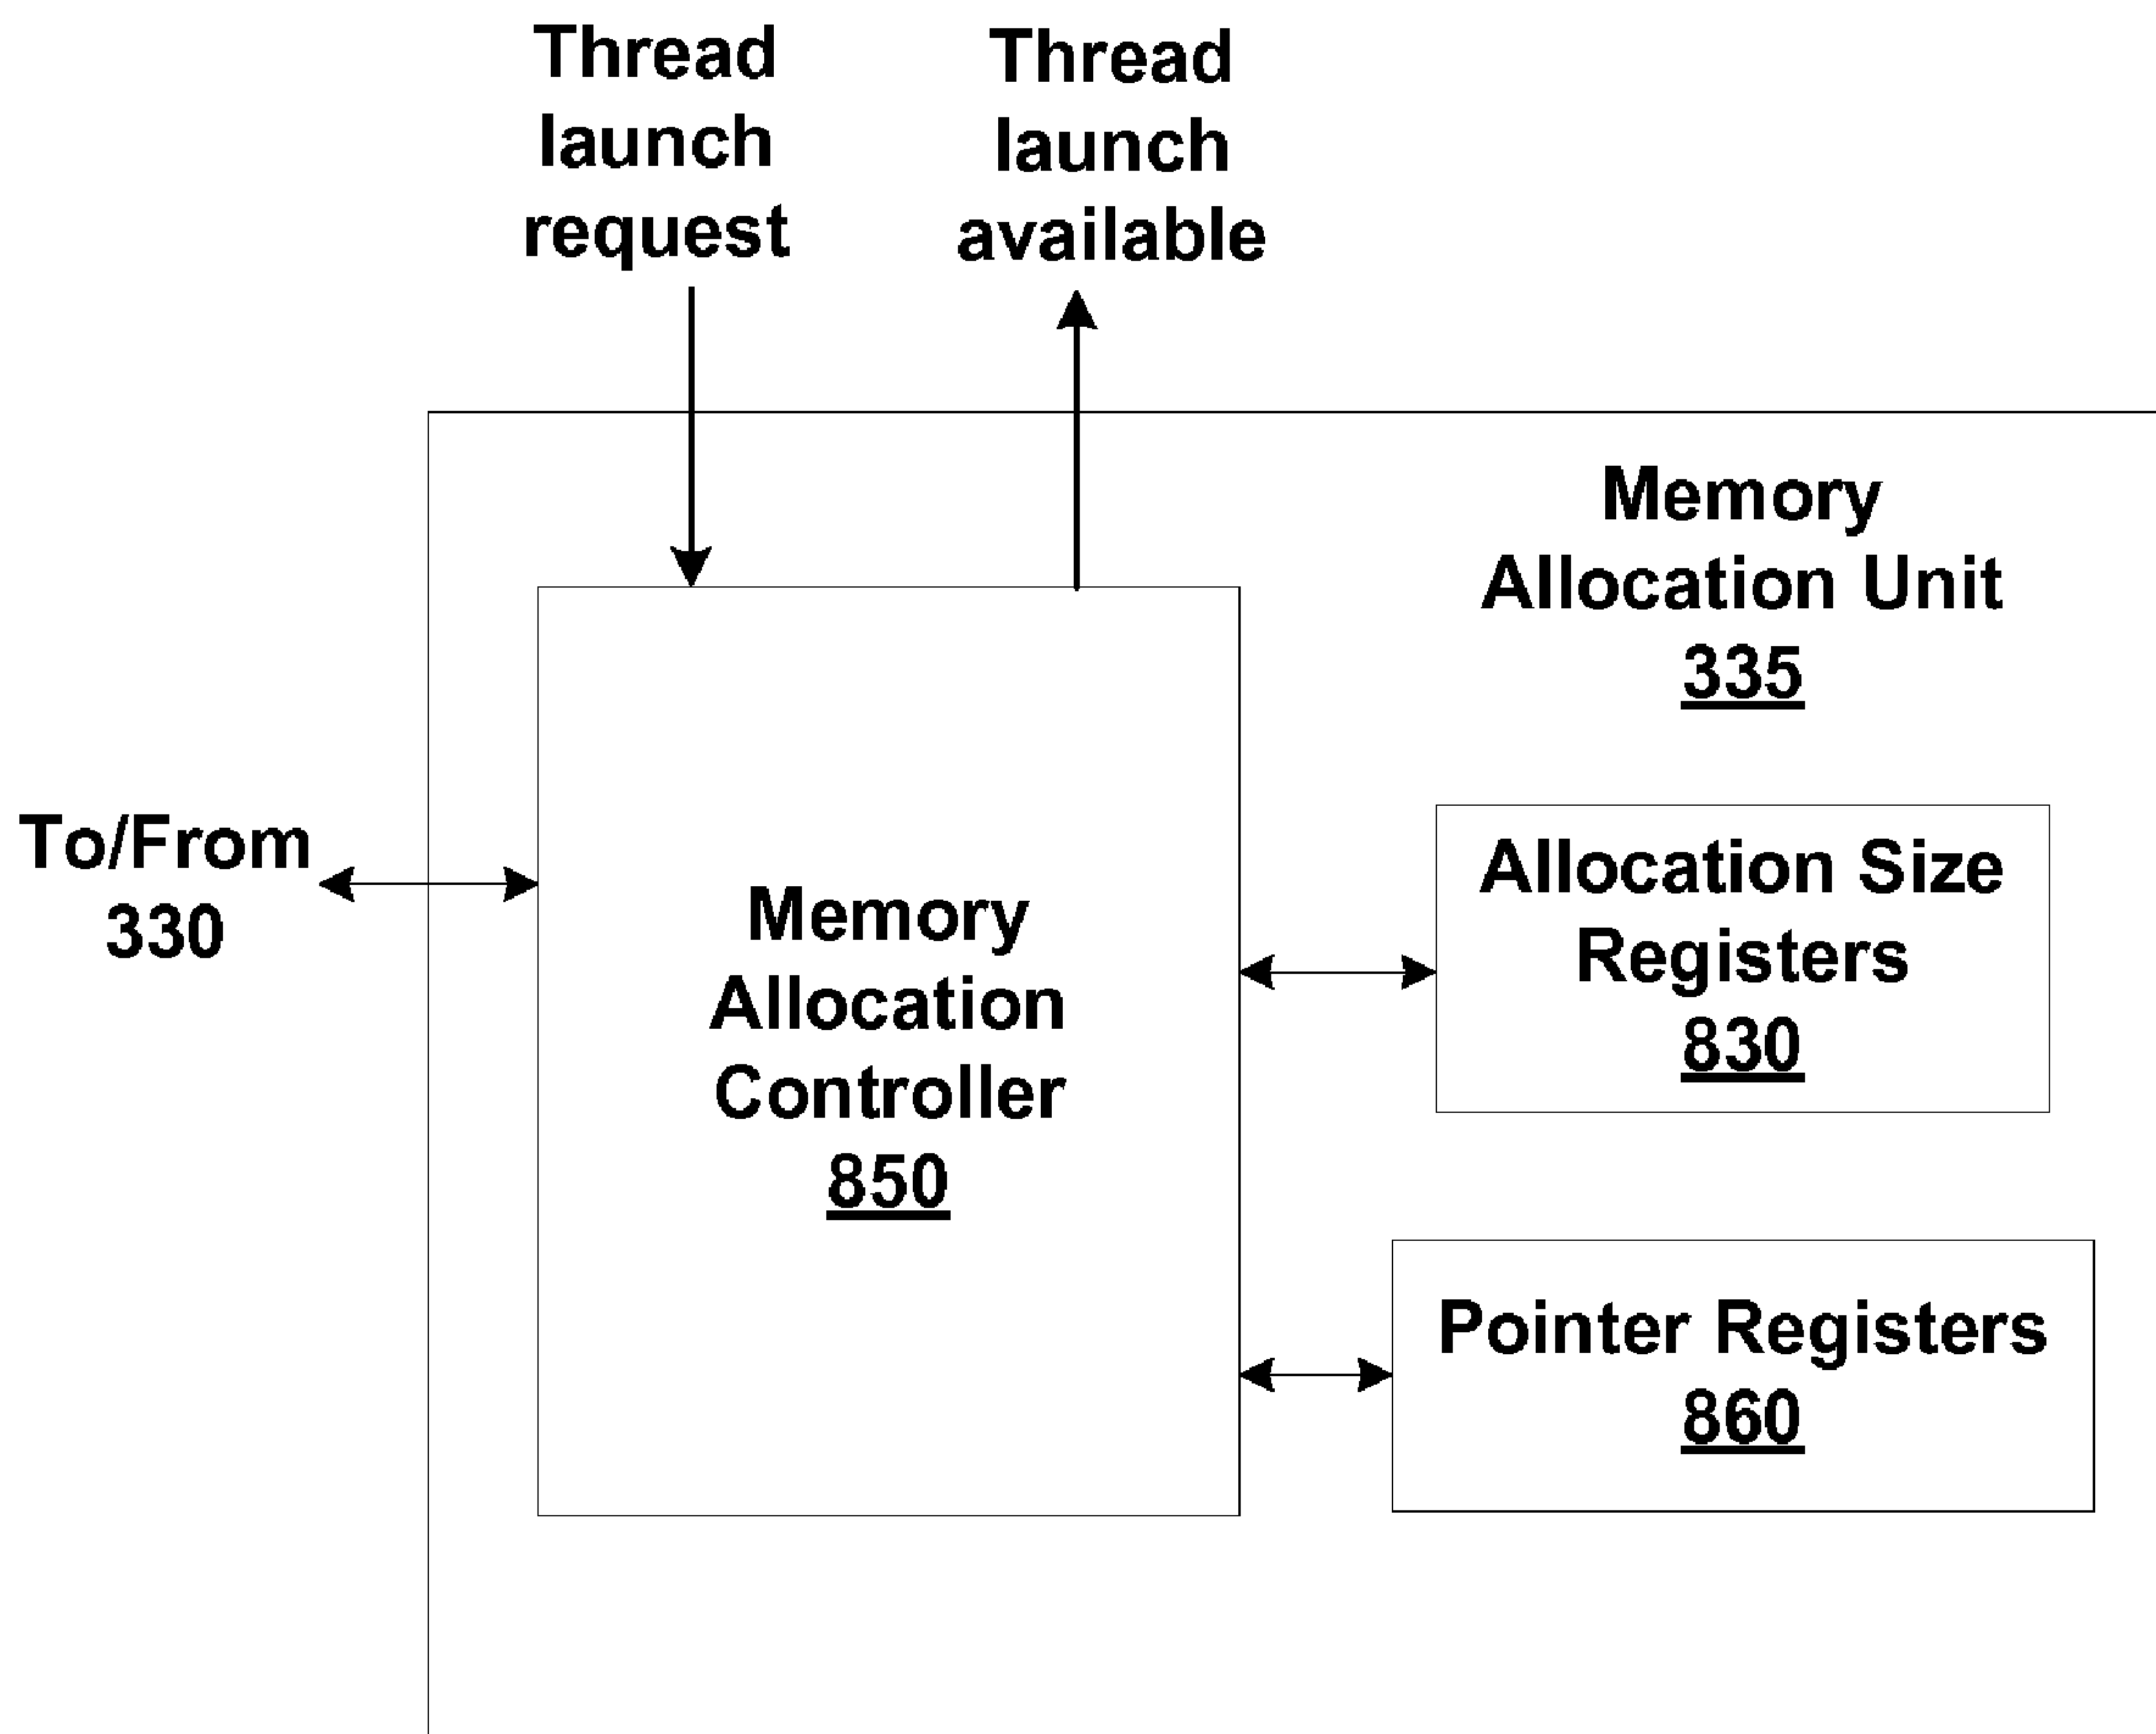 Thread
launch
request
Thread
launch
available
Memory
Allocation Unit
335
To/From
330
Memory
Allocation
Controller
850
Allocation Size
Registers
830
Pointer Registers
860